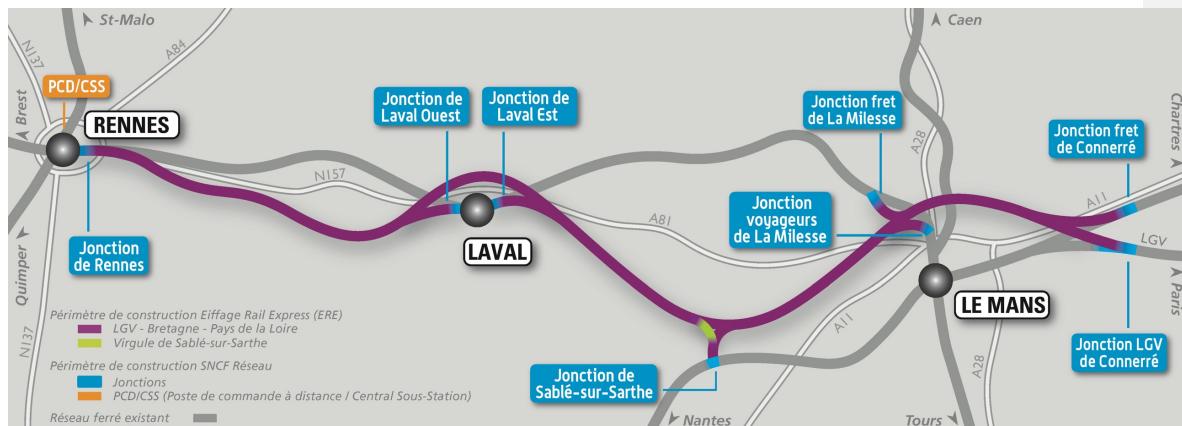 St-Malo
Caen
N137
A84
PCD/CSS
Brest
RENNES
Jonction de
Laval Ouest
Jonction de
Laval Est
Jonction fret
de La Milesse
Chartres
Jonction fret
de Connerré
A28
N157
A11
Jonction
voyageurs
de La Milesse
A81
LGV
Jonction
de Rennes
LAVAL
Quimper
Paris
LE MANS
Périmètre de construction Eiffage Rail Express (ERE)
LGV - Bretagne - Pays de la Loire
Virgule de Sablé-sur-Sarthe
N137
A11
Jonction LGV
de Connerré
Périmètre de construction SNCF Réseau
Jonctions
PCD/CSS (Poste de commande à distance / Central Sous-Station)
Jonction de
Sablé-sur-Sarthe
A28
Réseau ferré existant
Nantes
Tours